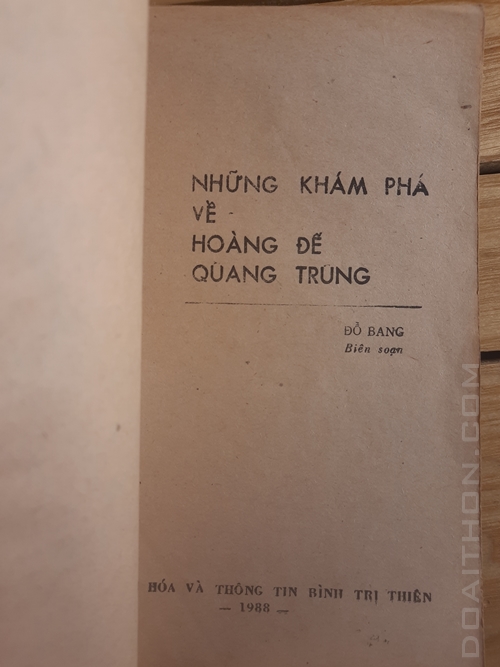 NHỮNG KHÁM PHÁ
VỀ
HOÀNG ĐẾ
QUANG TRUNG
ĐỖ BANG
Biên soạn
HÓA VÀ THÔNG TIN BÌNH TRỊ THIÊN
— 1988 —
DOAITHON.COM